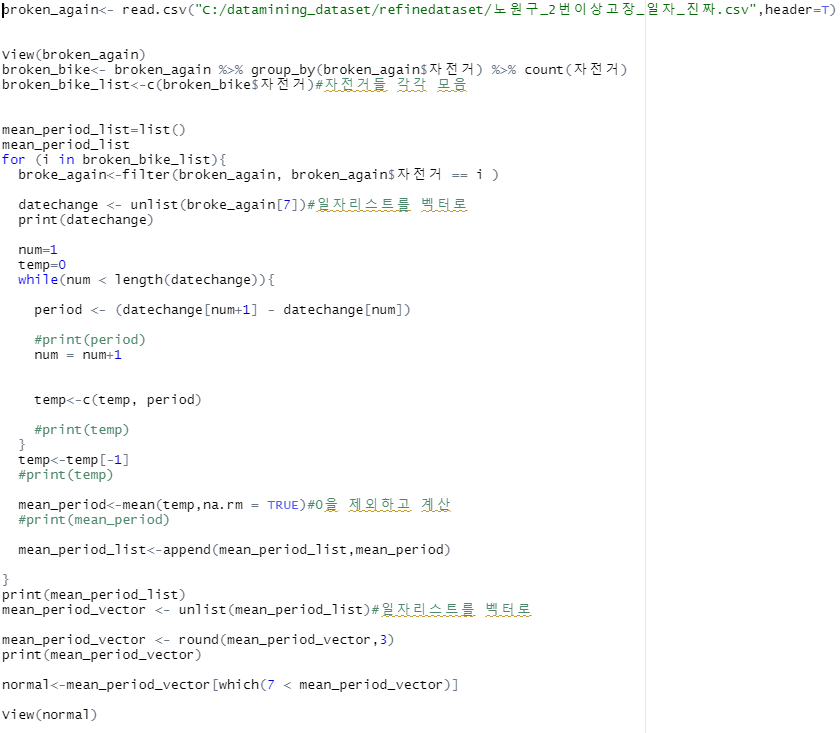 broken_again<- read.csv("c:/datamining_dataset/refinedataset/노원구_2번이상고장_일자_진짜.csv",header=T)
View(broken_again)
broken_bike<- broken_again %>% group_by(broken_again$자전거) %>% count(자전거)
broken_bike_list<-c(broken_bike$자전거)#자전거들 각각 모음
mean_period_list=list()
mean_period_list
for (i in broken_bike_list){
  broke_again<-filter(broken_again, broken_again$자전거 == i )
  datechange <- unlist(broke_again[7])#일자리스트를 벡터로
  print(datechange)
  num=1
  temp=0
  while(num < length(datechange)){
    period <- (datechange[num+1] - datechange[num])
    #print(period)
    num = num+1
    temp<-c(temp, period)
    #print(temp)
  }
  temp<-temp[-1]
  #print(temp)
  mean_period<-mean(temp,na.rm = TRUE)#0을 제외하고 계산
  #print(mean_period)
  mean_period_list<-append(mean_period_list,mean_period)
}
print(mean_period_list)
mean_period_vector <- unlist(mean_period_list)#일자리스트를 벡터로
mean_period_vector <- round(mean_period_vector,3)
print(mean_period_vector)
normal<-mean_period_vector[which(7 < mean_period_vector)]
View(normal)